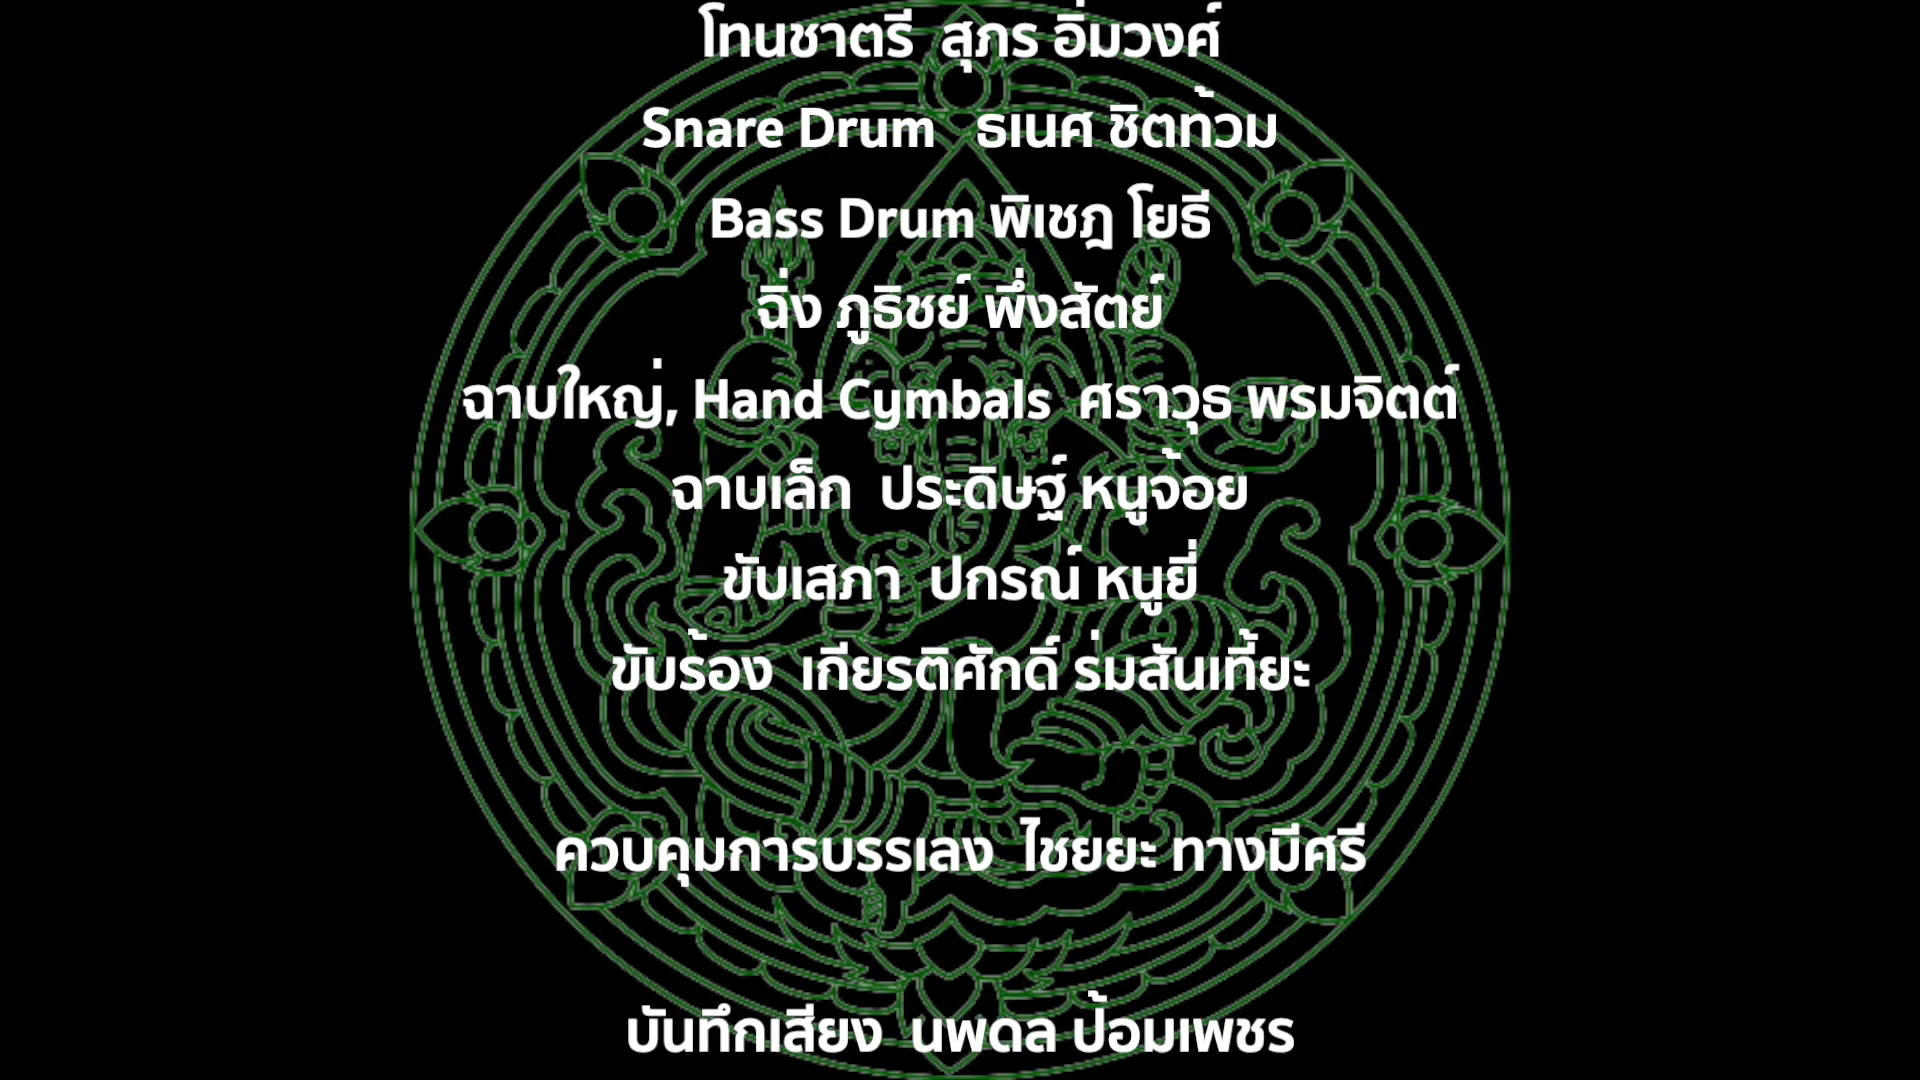 โทนชาตรี  สุภร อิ่มวงศ์
Snare Drum   ธเนศ ชิตท้วม
Bass Drum พิเชฎ โยธี
ฉิ่ง ภูธิชย์ พึ่งสัตย์
ฉาบใหญ่, Hand Cymbals  ศราวุธ พรมจิตต์
ฉาบเล็ก  ประดิษฐ์ หนูจ้อย
ขับเสภา  ปกรณ์ หนูยี่
ขับร้อง  เกียรติศักดิ์ ร่มสันเที้ยะ
ควบคุมการบรรเลง  ไชยยะ ทางมีศรี
บันทึกเสียง  นพดล ป้อมเพชร